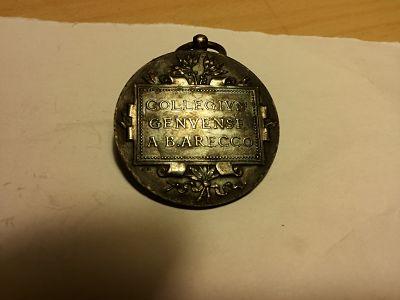 COLLEGIVM
GENVENSE
A B. ARECCO